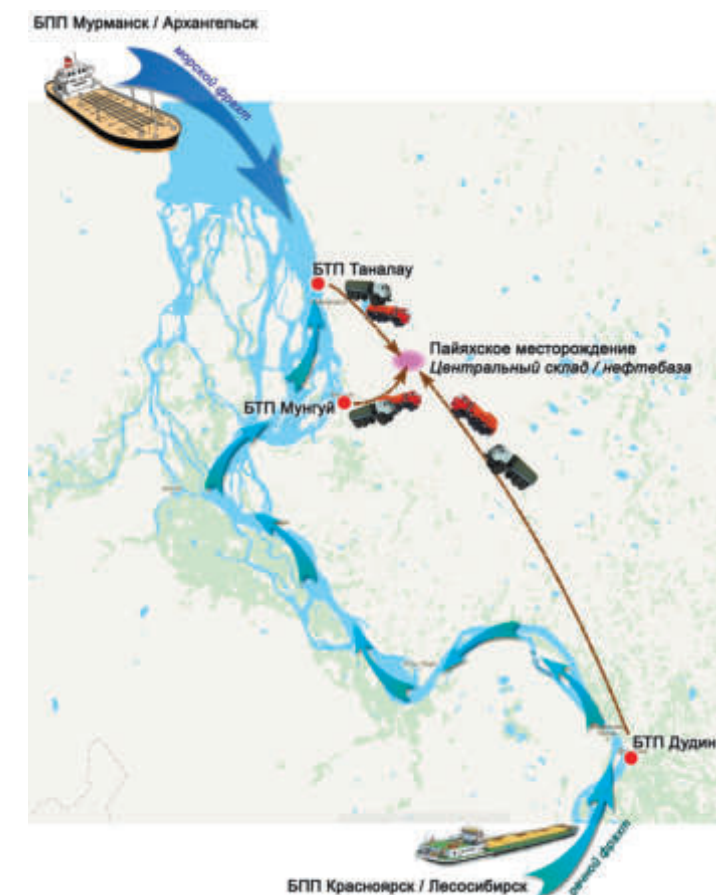 БПП Мурманск / Архангельск
морской фрахт
БТП Таналау
Пайяхское месторождение
Центральный склад / нефтебаза
БТП Мунгуй
БТП Дудин
речной фрахт
БПП Красноярск / Лесосибирск